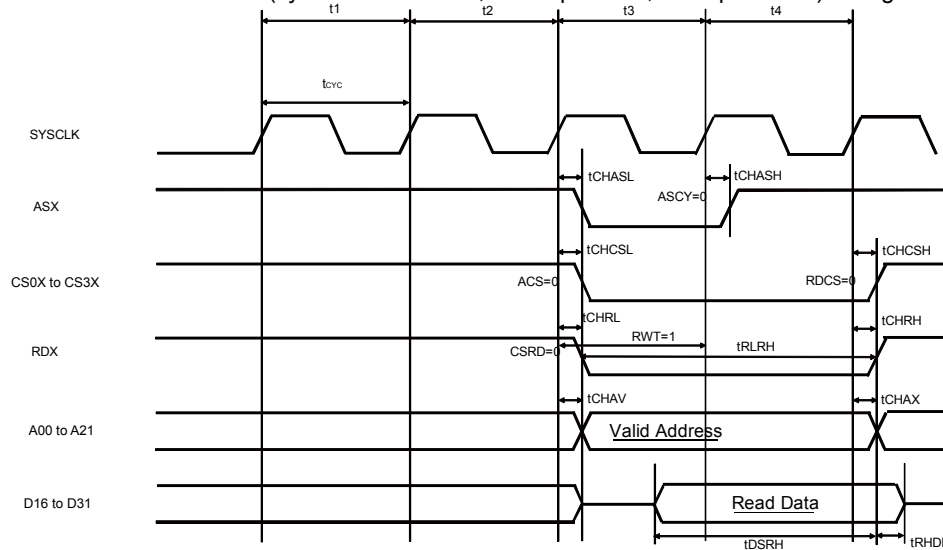 t1 t2 t3 t4
tCYC
SYSCLK
tCHASL tCHASH
ASX ASCY=0
tCHCSL tCHCSH
CS0X to CS3X ACS=0 RDCS=0
tCHRL tCHRH
RWT=1
RDX CSRD=0 tRLRH
tCHAV tCHAX
A00 to A21 Valid Address
D16 to D31 Read Data
tDSRH